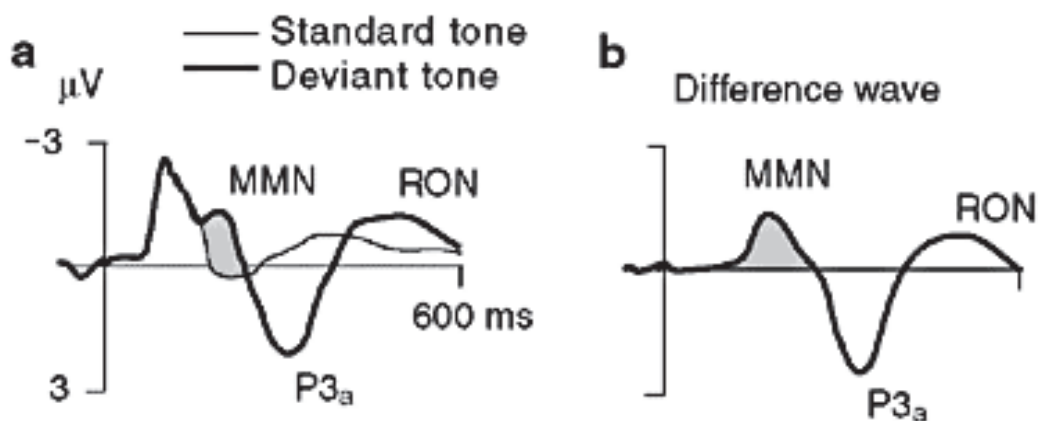 a
Standard tone
Deviant tone
μV
-3
MMN
RON
600 ms
3
P3a
b
Difference wave
MMN
RON
P3a